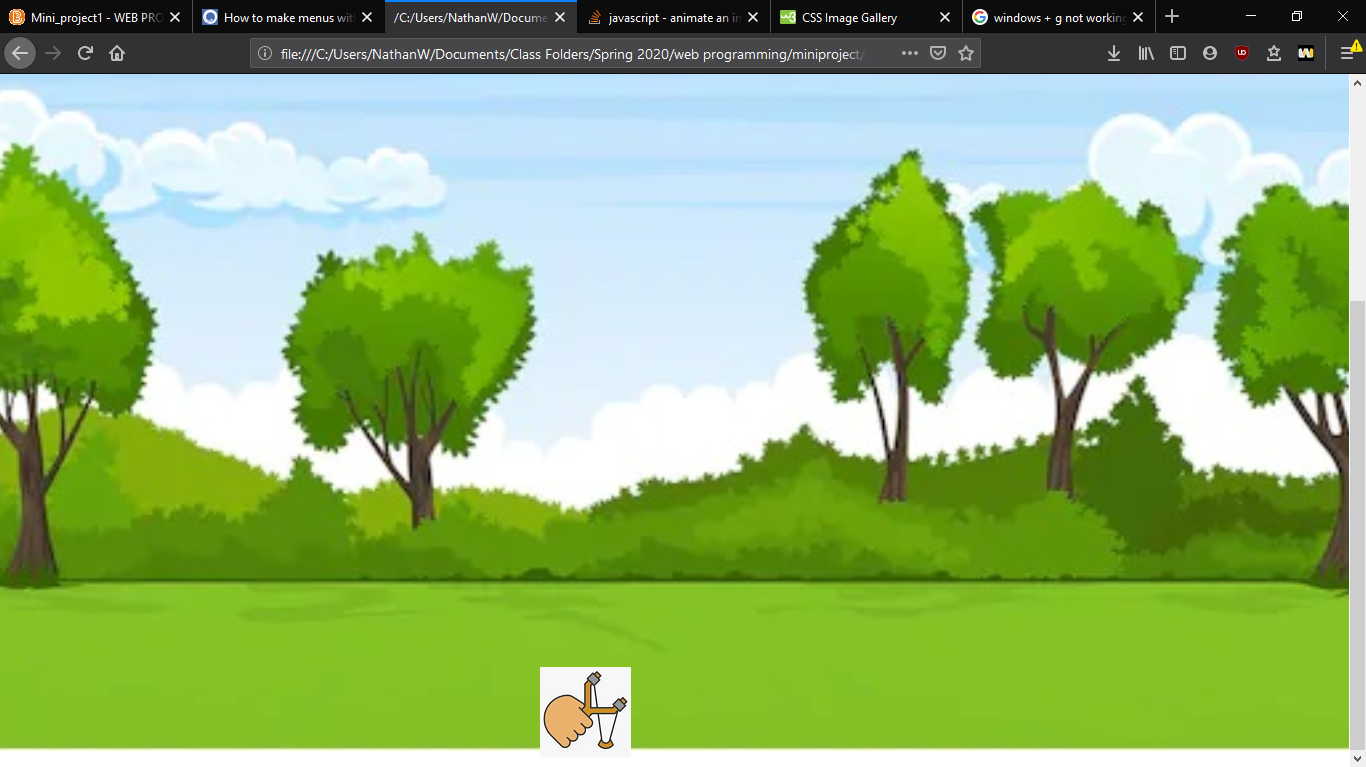 Mini_project1 - WEB PRO
How to make menus wit
/C:/Users/NathanW/Docume
javascript - animate an i
CSS Image Gallery
windows + g not working
file:///C:/Users/NathanW/Documents/Class Folders/Spring 2020/web programming/miniproject/